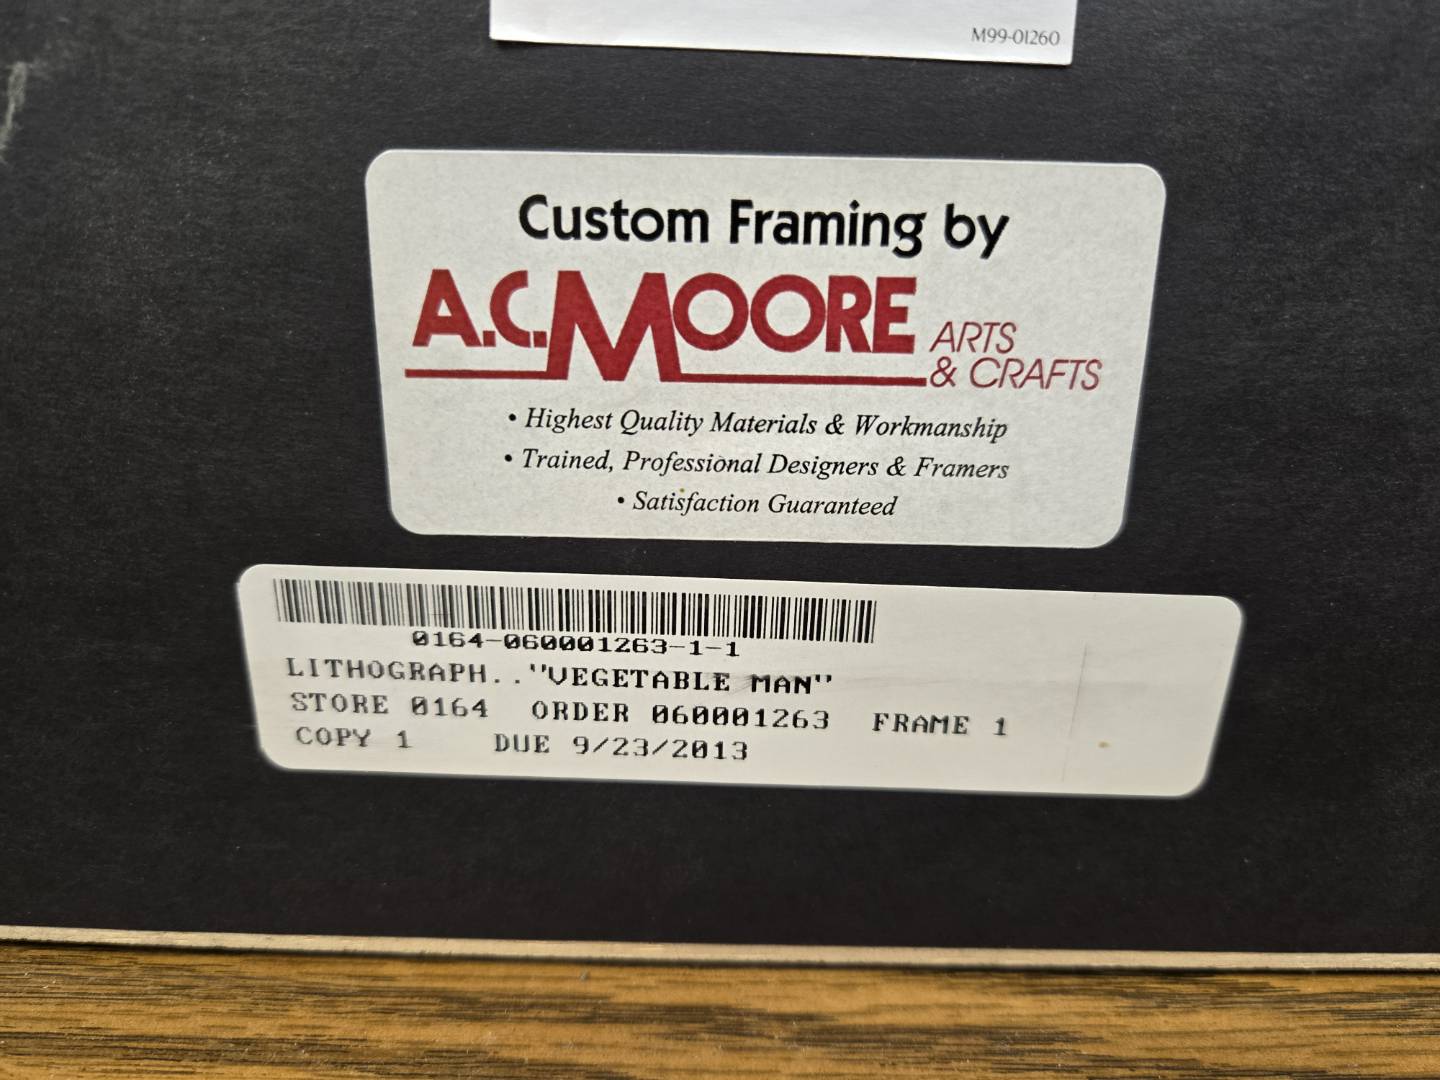 M99-01260
Custom Framing by
A.C.MOORE ARTS
& CRAFTS
• Highest Quality Materials & Workmanship
• Trained, Professional Designers & Framers
• Satisfaction Guaranteed
0164-060001263-1-1
LITHOGRAPH.."VEGETABLE MAN"
STORE 0164 ORDER 060001263 FRAME 1
COPY 1 DUE 9/23/2013